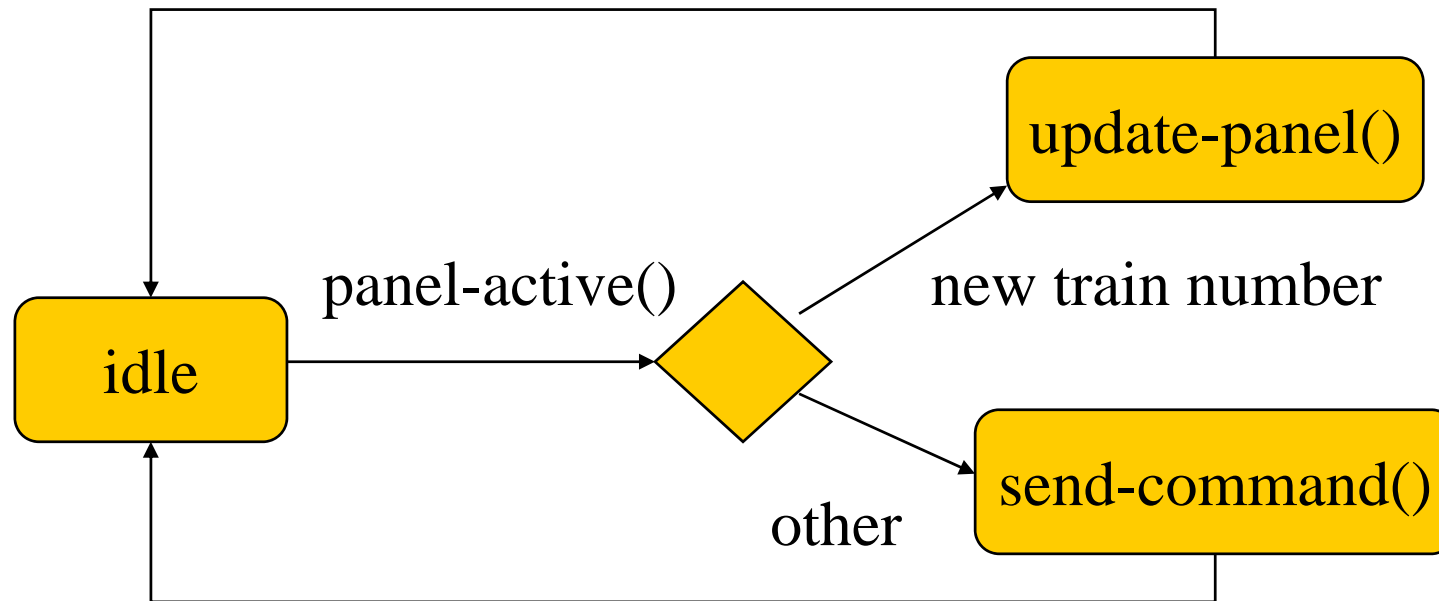 update-panel()
panel-active()
new train number
idle
send-command()
other